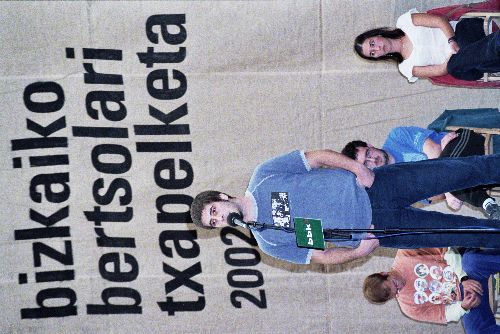 bizkaiko
bertsolari
txapelketa
2002
bbk